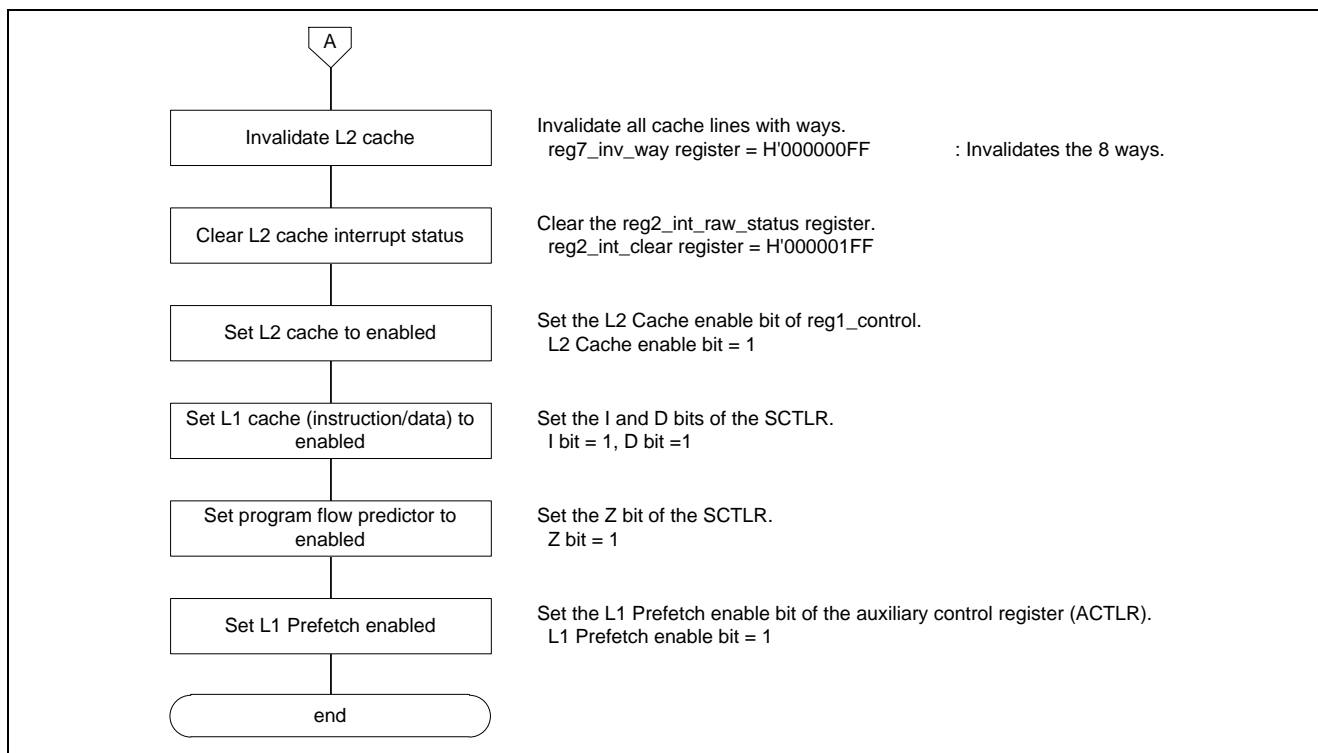 A
Invalidate L2 cache
Invalidate all cache lines with ways.
reg7_inv_way register = H'000000FF : Invalidates the 8 ways.
Clear L2 cache interrupt status
Clear the reg2_int_raw_status register.
reg2_int_clear register = H'000001FF
Set L2 cache to enabled
Set the L2 Cache enable bit of reg1_control.
L2 Cache enable bit = 1
Set L1 cache (instruction/data) to
enabled
Set the I and D bits of the SCTLR.
I bit = 1, D bit =1
Set program flow predictor to
enabled
Set the Z bit of the SCTLR.
Z bit = 1
Set L1 Prefetch enabled
Set the L1 Prefetch enable bit of the auxiliary control register (ACTLR).
L1 Prefetch enable bit = 1
end